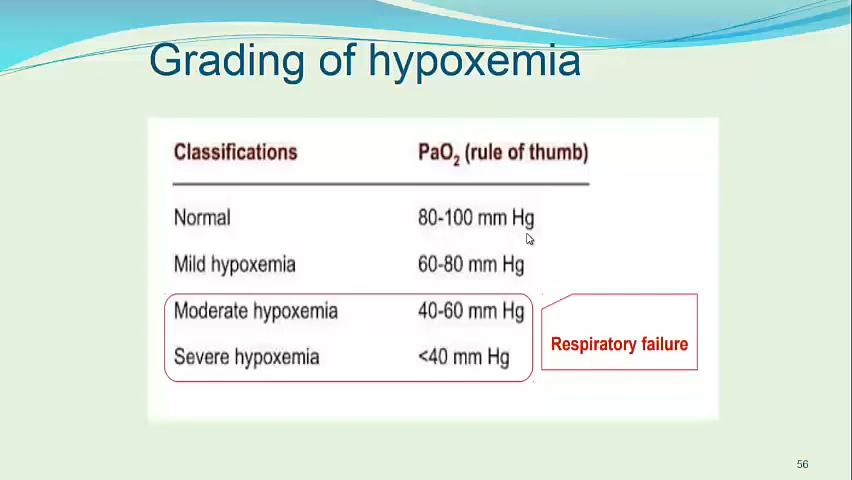 Grading of hypoxemia
Classifications PaO2 (rule of thumb)
Normal 80-100 mm Hg
Mild hypoxemia 60-80 mm Hg
Moderate hypoxemia 40-60 mm Hg
Severe hypoxemia <40 mm Hg
Respiratory failure
56